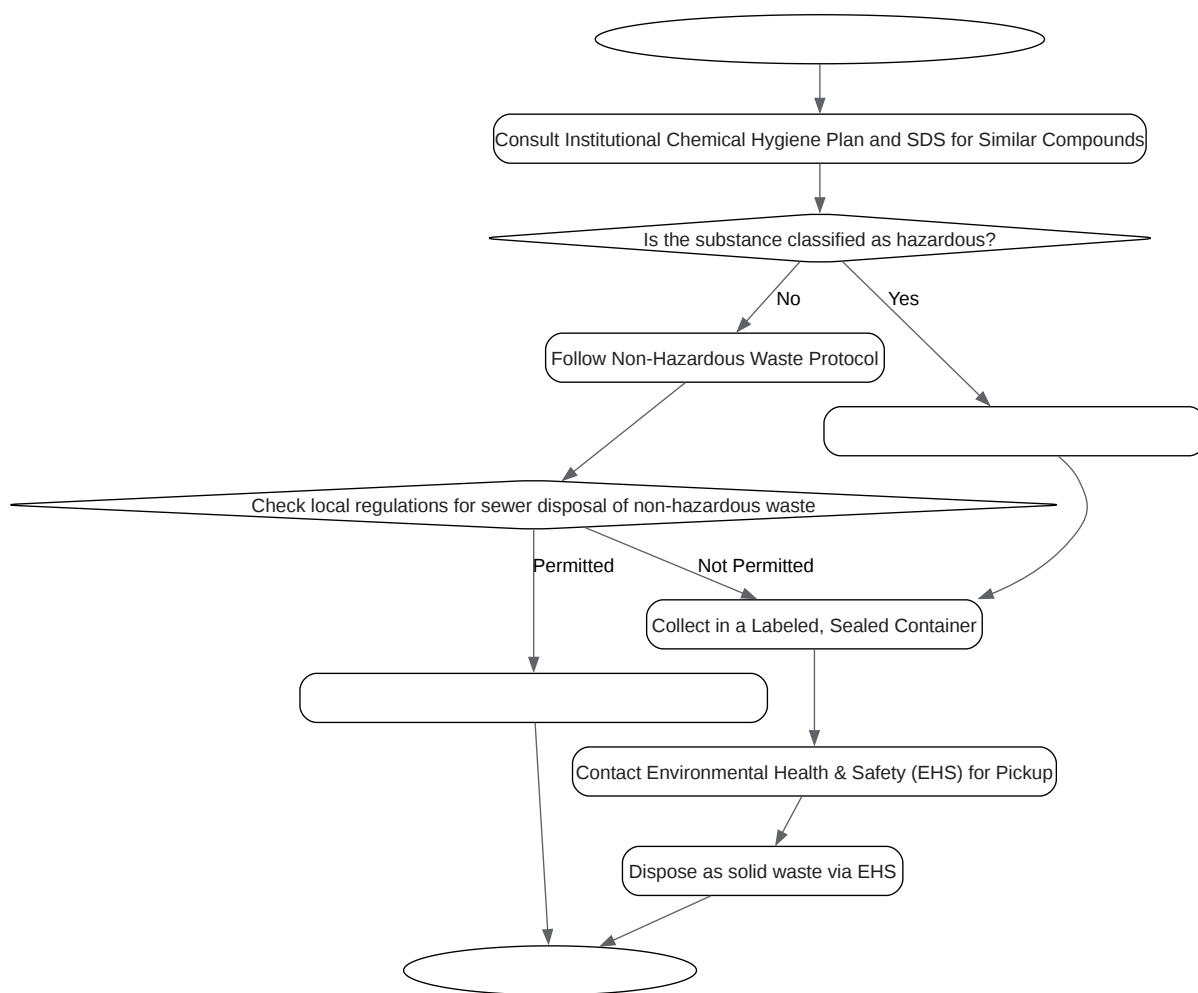 Consult Institutional Chemical Hygiene Plan and SDS for Similar Compounds
Is the substance classified as hazardous?
No
Yes
Follow Non-Hazardous Waste Protocol
Check local regulations for sewer disposal of non-hazardous waste
Permitted
Not Permitted
Collect in a Labeled, Sealed Container
Contact Environmental Health & Safety (EHS) for Pickup
Dispose as solid waste via EHS